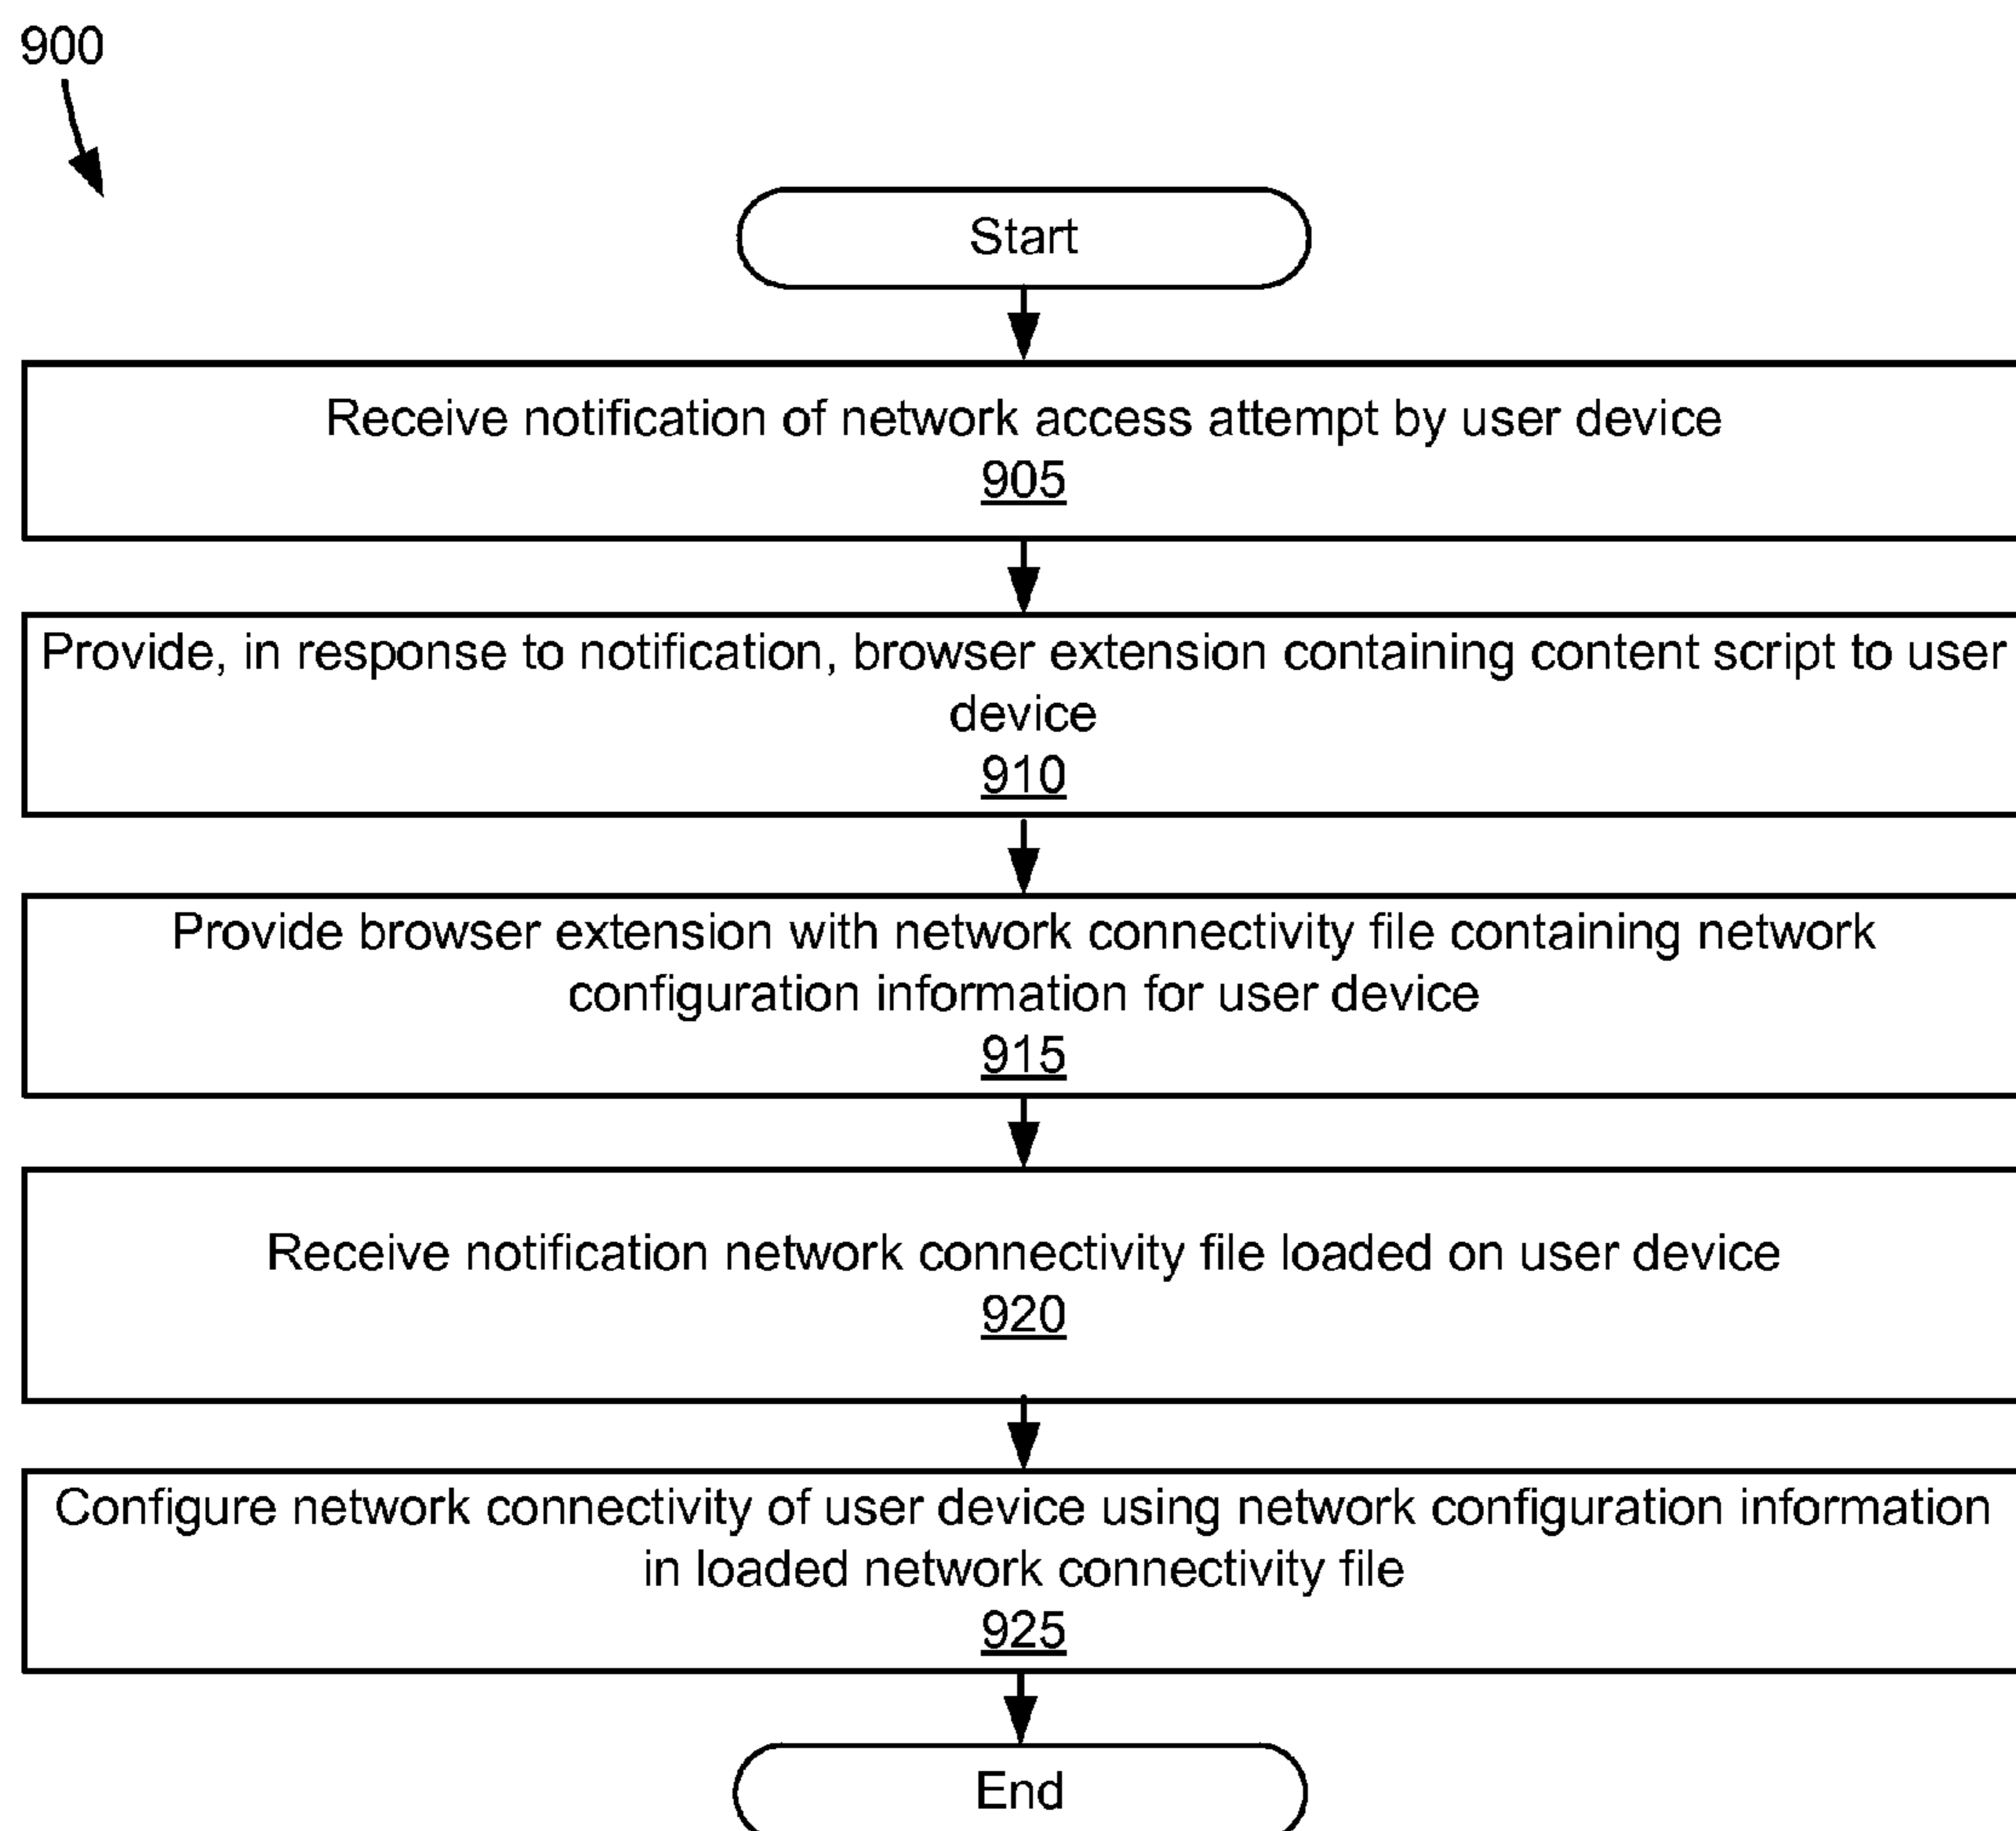 900
Start
Receive notification of network access attempt by user device
905
Provide, in response to notification, browser extension containing content script to user
device
910
Provide browser extension with network connectivity file containing network
configuration information for user device
915
Receive notification network connectivity file loaded on user device
920
Configure network connectivity of user device using network configuration information
in loaded network connectivity file
925
End